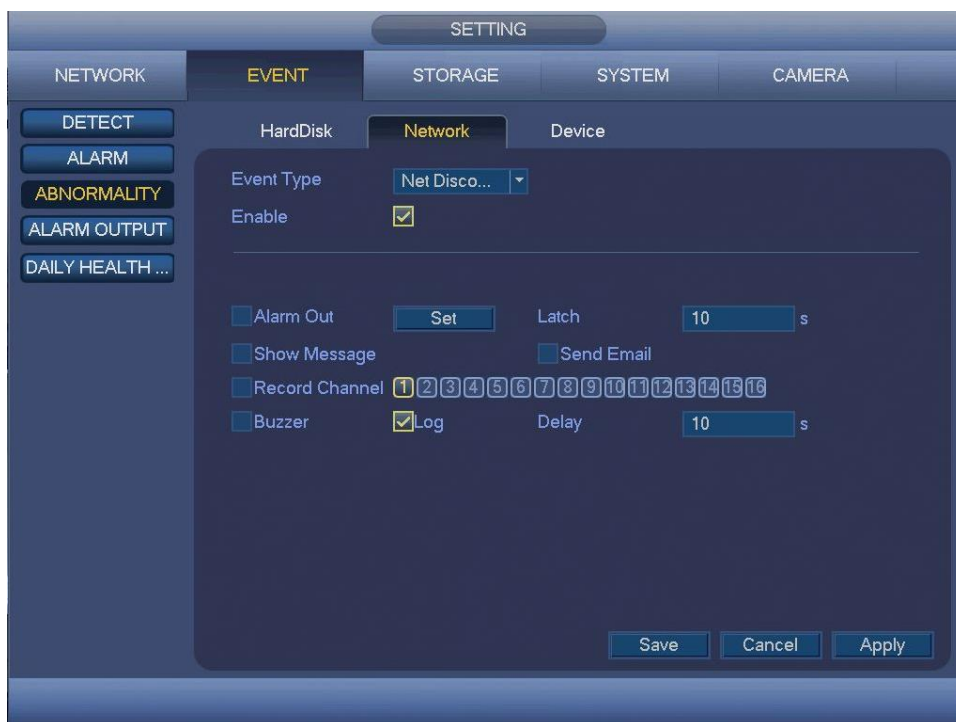 SETTING
NETWORK EVENT STORAGE SYSTEM CAMERA
DETECT
ALARM
ABNORMALITY
ALARM OUTPUT
DAILY HEALTH ...
HardDisk Network Device
Event Type Net Disco...
Enable
Alarm Out Set Latch 10 s
Show Message Send Email
Record Channel 1 2 3 4 5 6 7 8 9 10 11 12 13 14 15 16
Buzzer Log Delay 10 s
Save Cancel Apply